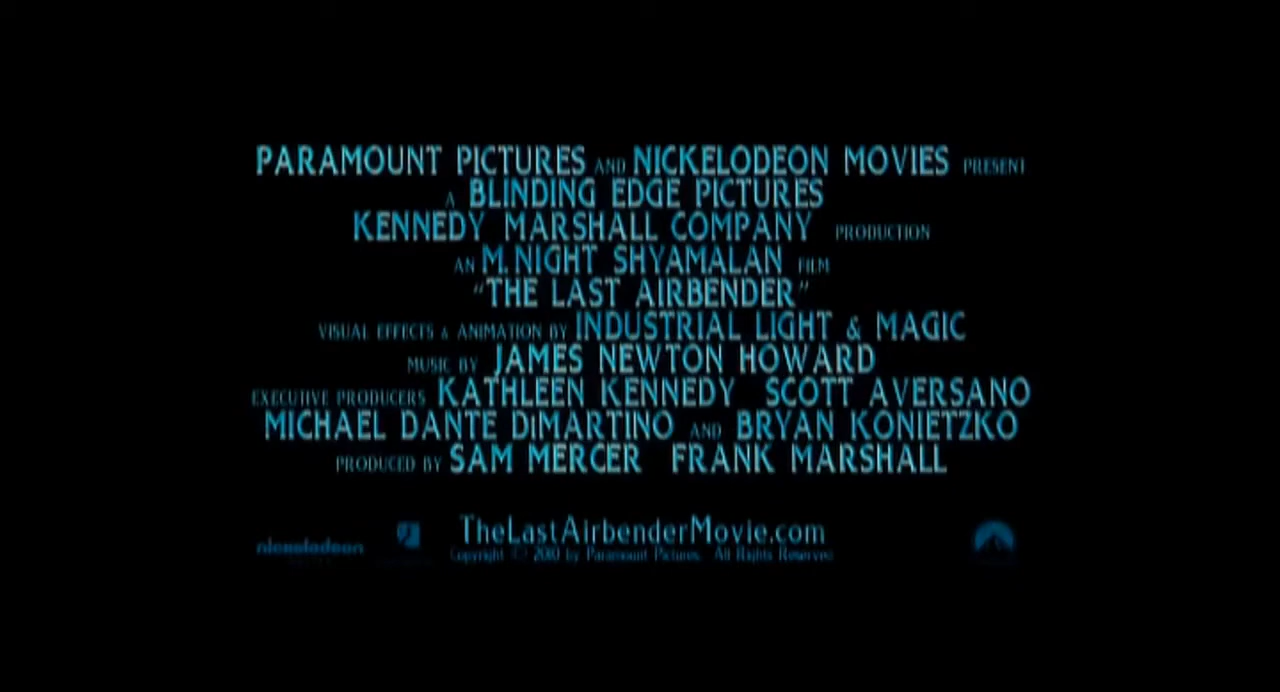 PARAMOUNT PICTURES AND NICKELODEON MOVIES PRESENT
A BLINDING EDGE PICTURES
KENNEDY MARSHALL COMPANY PRODUCTION
AN M. NIGHT SHYAMALAN FILM
"THE LAST AIRBENDER"
VISUAL EFFECTS & ANIMATION BY INDUSTRIAL LIGHT & MAGIC
MUSIC BY JAMES NEWTON HOWARD
EXECUTIVE PRODUCERS KATHLEEN KENNEDY SCOTT AVERSANO
MICHAEL DANTE DiMARTINO AND BRYAN KONIETZKO
PRODUCED BY SAM MERCER FRANK MARSHALL
TheLastAirbenderMovie.com
nickelodeon
Copyright © 2010 by Paramount Pictures. All Rights Reserved.